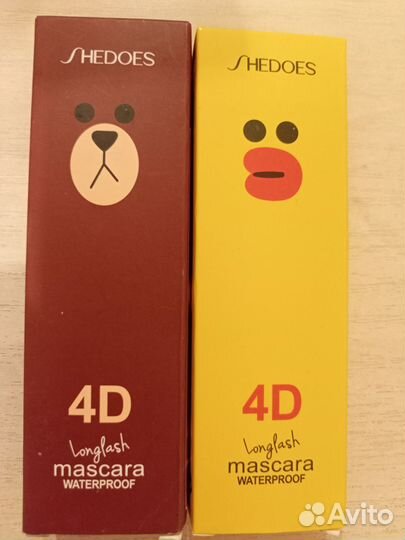 SHEDOES
4D
Longlash
mascara
WATERPROOF
SHEDOES
4D
Longlash
mascara
WATERPROOF
Avito